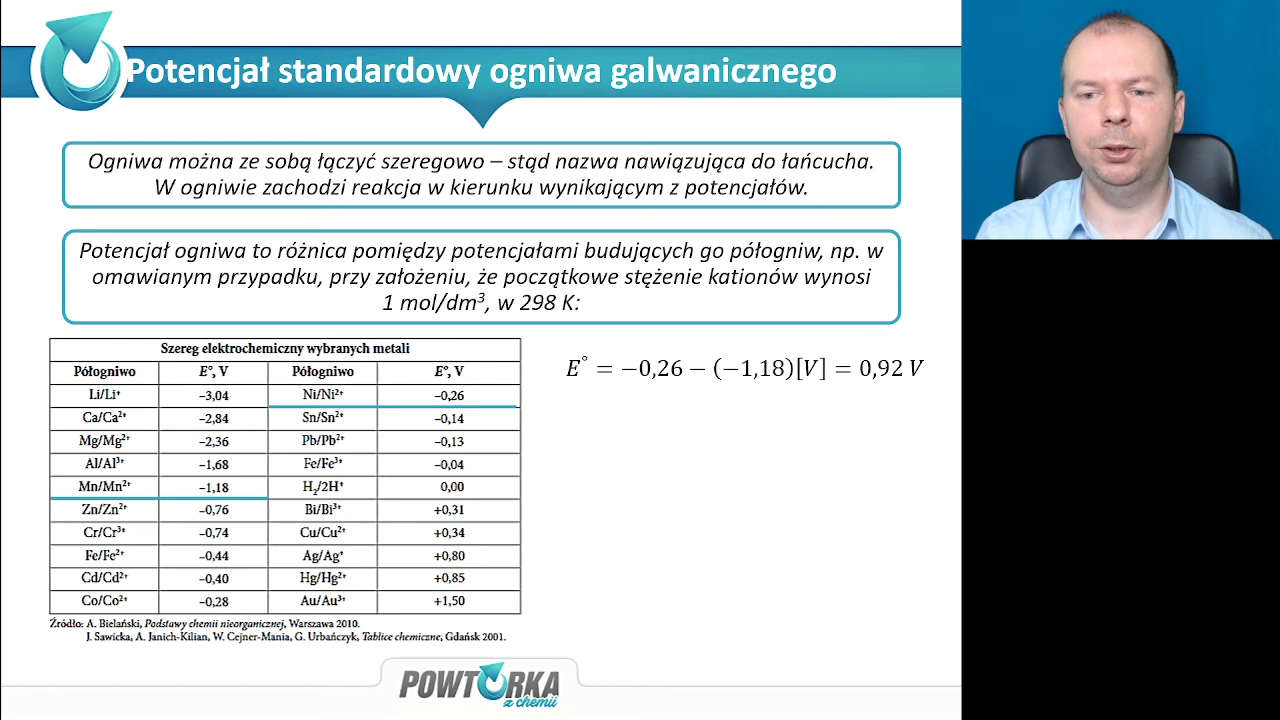 Potencjał standardowy ogniwa galwanicznego
Ogniwa można ze sobą łączyć szeregowo – stąd nazwa nawiązująca do łańcucha.
W ogniwie zachodzi reakcja w kierunku wynikającym z potencjałów.
Potencjał ogniwa to różnica pomiędzy potencjałami budujących go półogniw, np. w
omawianym przypadku, przy założeniu, że początkowe stężenie kationów wynosi
1 mol/dm³, w 298 K:
Szereg elektrochemiczny wybranych metali
Półogniwo E°, V Półogniwo E°, V
Li/Li⁺ –3,04 Ni/Ni²⁺ –0,26
Ca/Ca²⁺ –2,84 Sn/Sn²⁺ –0,14
Mg/Mg²⁺ –2,36 Pb/Pb²⁺ –0,13
Al/Al³⁺ –1,68 Fe/Fe³⁺ –0,04
Mn/Mn²⁺ –1,18 H₂/2H⁺ 0,00
Zn/Zn²⁺ –0,76 Bi/Bi³⁺ +0,31
Cr/Cr³⁺ –0,74 Cu/Cu²⁺ +0,34
Fe/Fe²⁺ –0,44 Ag/Ag⁺ +0,80
Cd/Cd²⁺ –0,40 Hg/Hg²⁺ +0,85
Co/Co²⁺ –0,28 Au/Au³⁺ +1,50
Źródło: A. Bielański, Podstawy chemii nieorganicznej, Warszawa 2010.
J. Sawicka, A. Janich-Kilian, W. Cejner-Mania, G. Urbańczyk, Tablice chemiczne, Gdańsk 2001.
E° = −0,26 − (−1,18)[V] = 0,92 V
POWTÓRKA
z chemii